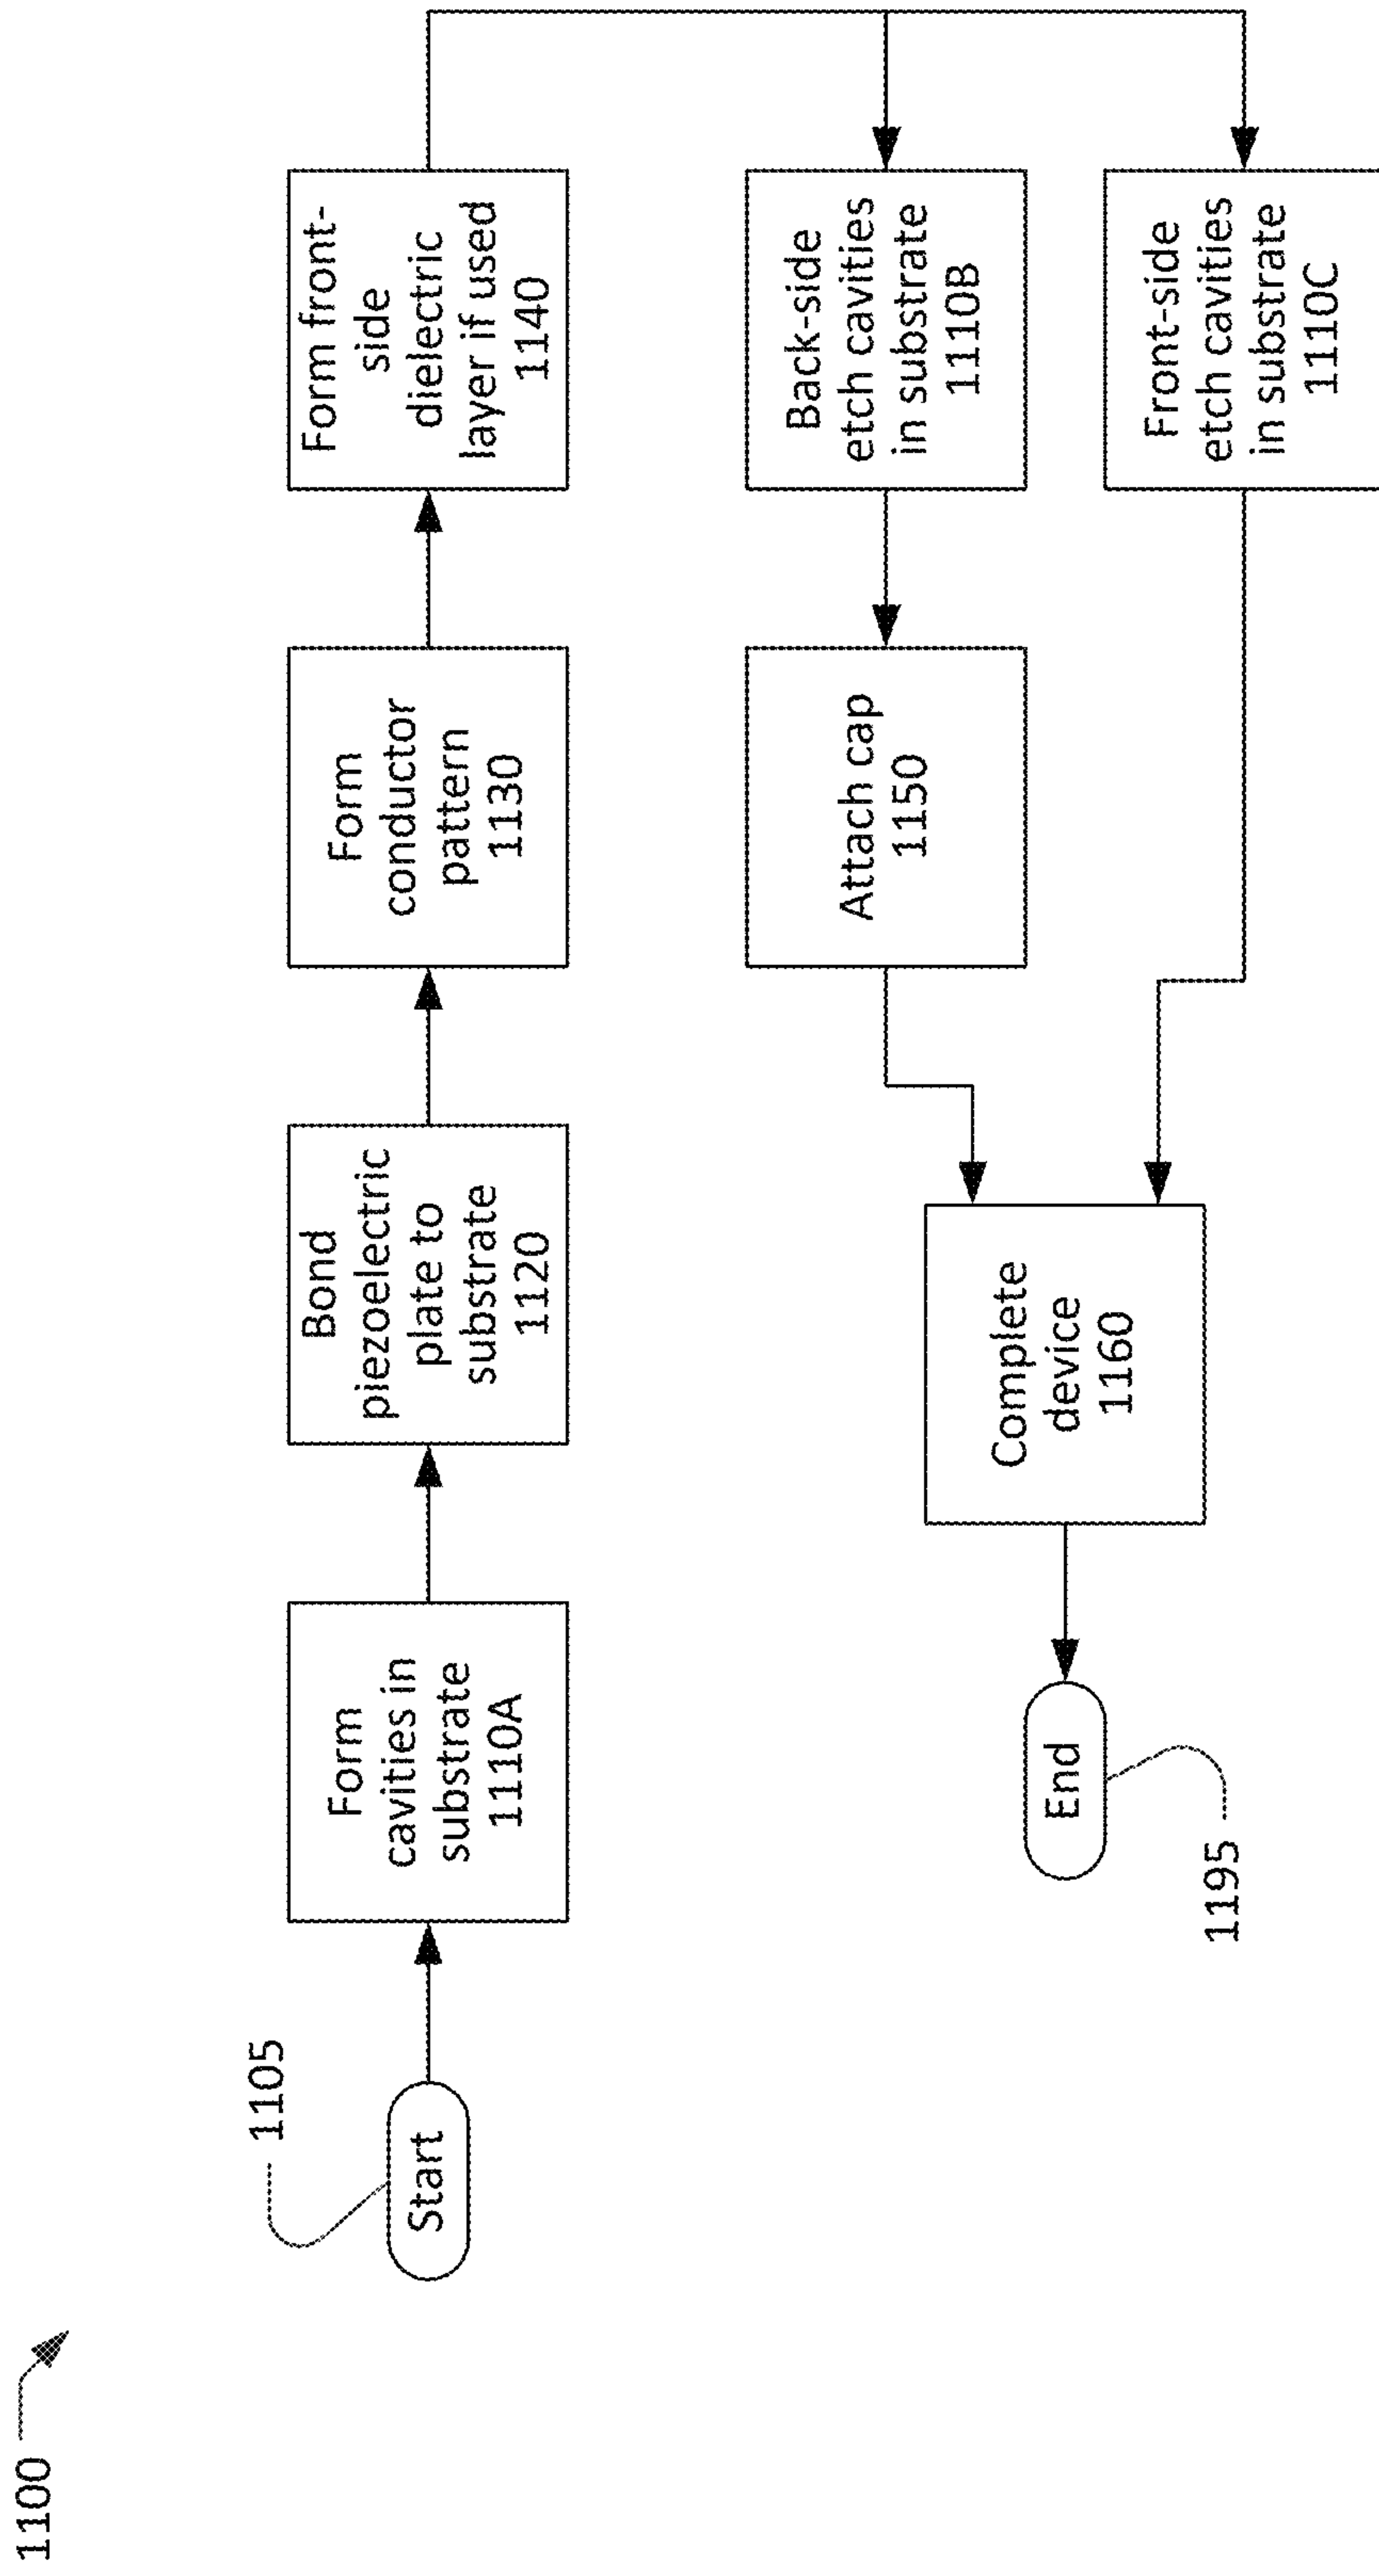 1100
1105
Start
Form
cavities in
substrate
1110A
Bond
piezoelectric
plate to
substrate
1120
Form
conductor
pattern
1130
Form front-
side
dielectric
layer if used
1140
Back-side
etch cavities
in substrate
1110B
Attach cap
1150
Front-side
etch cavities
in substrate
1110C
Complete
device
1160
End
1195